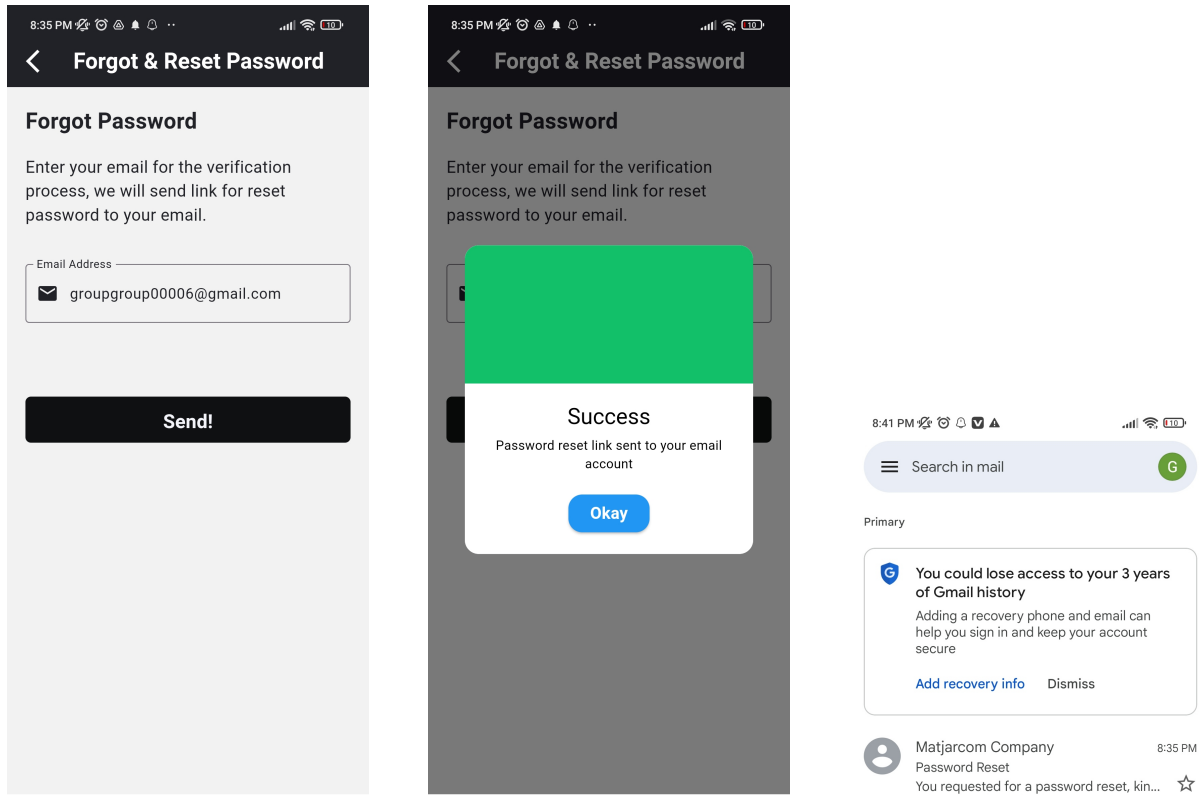 8:35 PM
10
Forgot & Reset Password
Forgot Password
Enter your email for the verification
process, we will send link for reset
password to your email.
Email Address
groupgroup00006@gmail.com
Send!
8:35 PM
10
Forgot & Reset Password
Forgot Password
Enter your email for the verification
process, we will send link for reset
password to your email.
Success
Password reset link sent to your email
account
Okay
8:41 PM
V
10
Search in mail
G
Primary
G
You could lose access to your 3 years
of Gmail history
Adding a recovery phone and email can
help you sign in and keep your account
secure
Add recovery info
Dismiss
Matjarcom Company
8:35 PM
Password Reset
You requested for a password reset, kin...